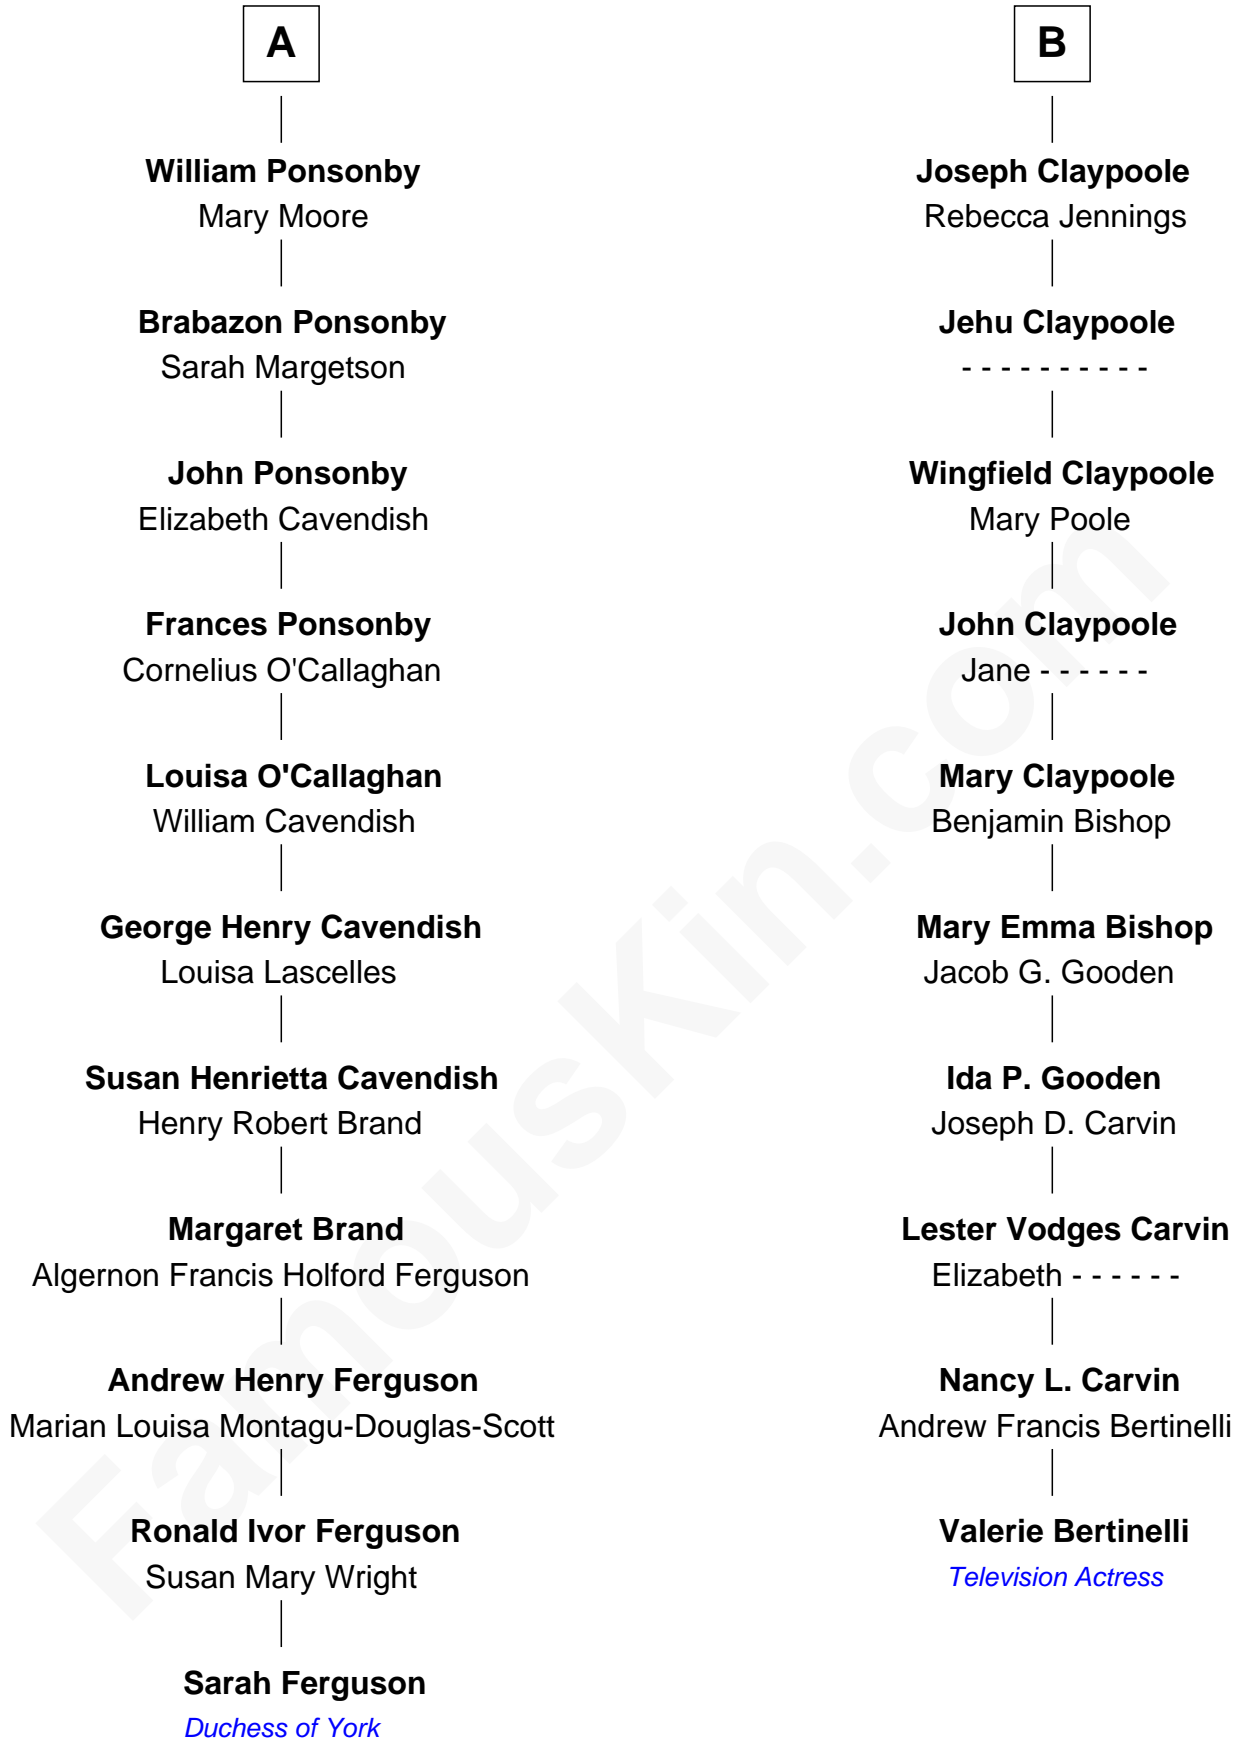 A
William Ponsonby
Mary Moore
Brabazon Ponsonby
Sarah Margetson
John Ponsonby
Elizabeth Cavendish
Frances Ponsonby
Cornelius O'Callaghan
Louisa O'Callaghan
William Cavendish
George Henry Cavendish
Louisa Lascelles
Susan Henrietta Cavendish
Henry Robert Brand
Margaret Brand
Algernon Francis Holford Ferguson
Andrew Henry Ferguson
Marian Louisa Montagu-Douglas-Scott
Ronald Ivor Ferguson
Susan Mary Wright
Sarah Ferguson
Duchess of York
B
Joseph Claypoole
Rebecca Jennings
Jehu Claypoole
- - - - - - - - - -
Wingfield Claypoole
Mary Poole
John Claypoole
Jane - - - - - -
Mary Claypoole
Benjamin Bishop
Mary Emma Bishop
Jacob G. Gooden
Ida P. Gooden
Joseph D. Carvin
Lester Vodges Carvin
Elizabeth - - - - - -
Nancy L. Carvin
Andrew Francis Bertinelli
Valerie Bertinelli
Television Actress
FamousKin.com